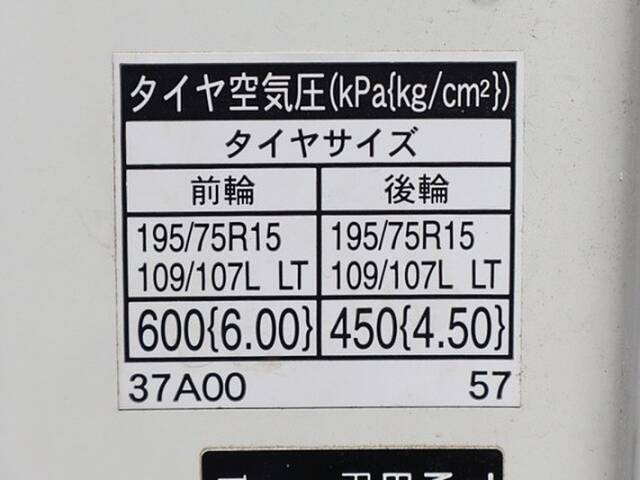 タイヤ空気圧(kPa{kg/cm²})
タイヤサイズ
前輪 後輪
195/75R15 195/75R15
109/107L LT 109/107L LT
600{6.00} 450{4.50}
37A00 57